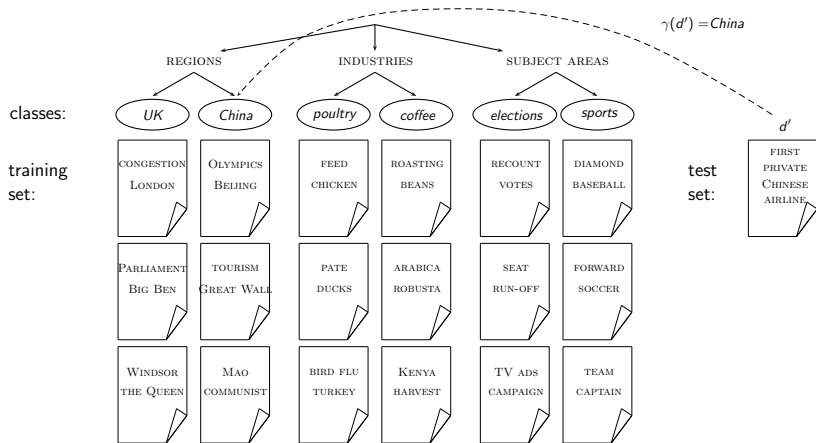 γ(d′) =China
REGIONS INDUSTRIES SUBJECT AREAS
classes: UK China poultry coffee elections sports
d′
training set:
test set:
CONGESTION
LONDON
OLYMPICS
BEIJING
FEED
CHICKEN
ROASTING
BEANS
RECOUNT
VOTES
DIAMOND
BASEBALL
FIRST
PRIVATE
CHINESE
AIRLINE
PARLIAMENT
BIG BEN
TOURISM
GREAT WALL
PATE
DUCKS
ARABICA
ROBUSTA
SEAT
RUN-OFF
FORWARD
SOCCER
WINDSOR
THE QUEEN
MAO
COMMUNIST
BIRD FLU
TURKEY
KENYA
HARVEST
TV ADS
CAMPAIGN
TEAM
CAPTAIN